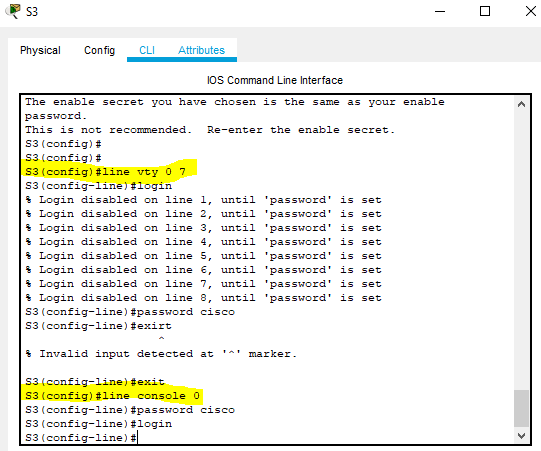 S3
Physical Config CLI Attributes
IOS Command Line Interface
The enable secret you have chosen is the same as your enable
password.
This is not recommended.  Re-enter the enable secret.
S3(config)#
S3(config)#
S3(config)#line vty 0 7
S3(config-line)#login
% Login disabled on line 1, until 'password' is set
% Login disabled on line 2, until 'password' is set
% Login disabled on line 3, until 'password' is set
% Login disabled on line 4, until 'password' is set
% Login disabled on line 5, until 'password' is set
% Login disabled on line 6, until 'password' is set
% Login disabled on line 7, until 'password' is set
% Login disabled on line 8, until 'password' is set
S3(config-line)#password cisco
S3(config-line)#exirt
^
% Invalid input detected at '^' marker.
S3(config-line)#exit
S3(config)#line console 0
S3(config-line)#password cisco
S3(config-line)#login
S3(config-line)#